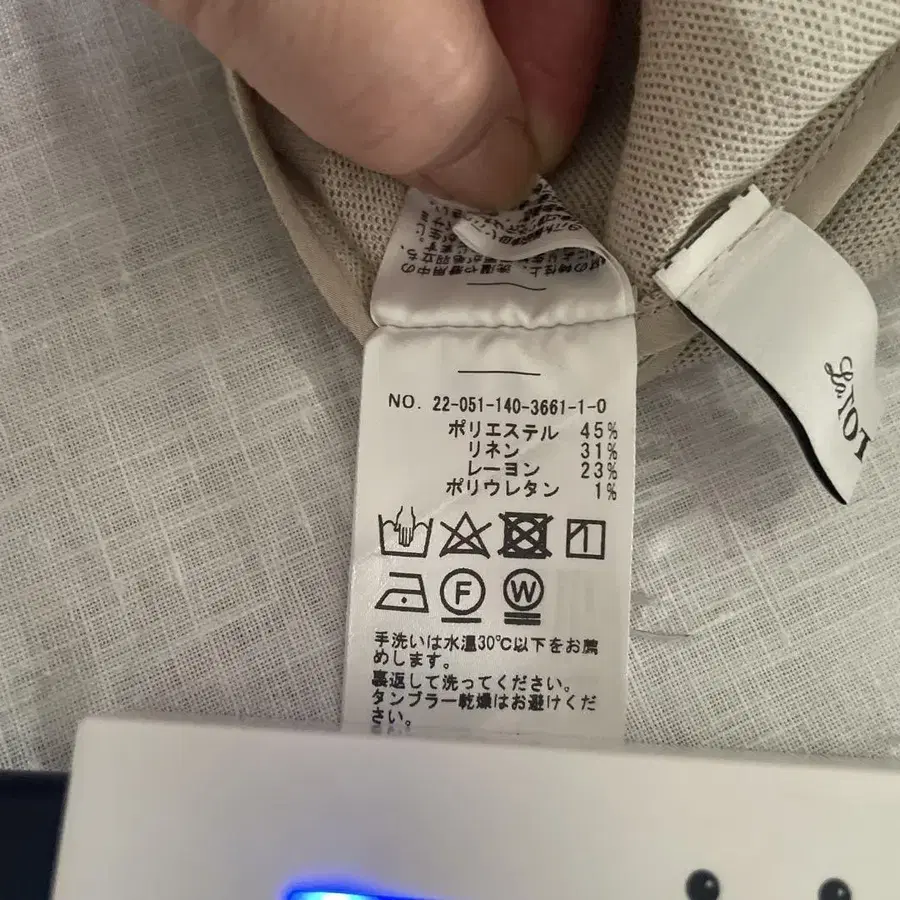 NO. 22-051-140-3661-1-0
ポリエステル 45%
リネン 31%
レーヨン 23%
ポリウレタン 1%
F
W
手洗いは水温30℃以下をお薦
めします。
裏返して洗ってください。
タンブラー乾燥はお避けくだ
さい。
La TOT